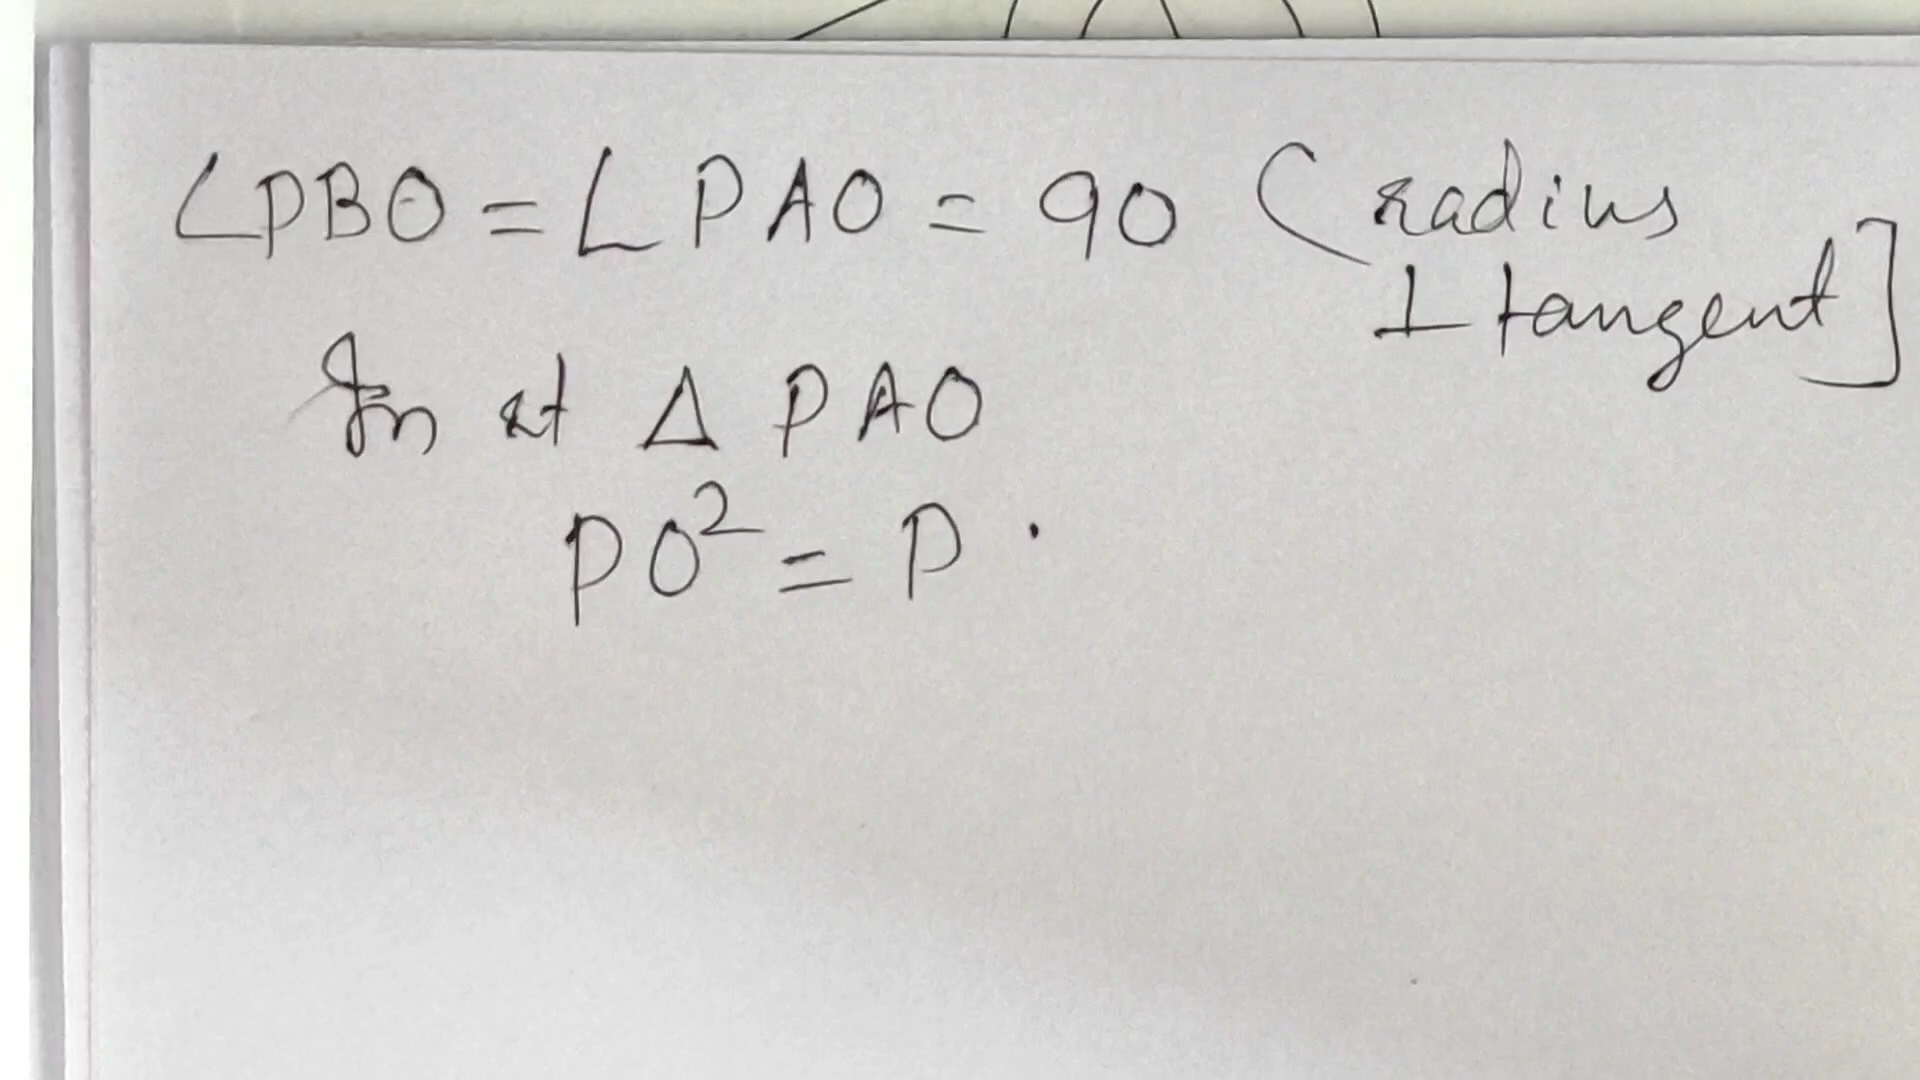 ∠PBO = ∠PAO = 90 (radius
⊥ tangent]
In rt Δ PAO
PO² = P